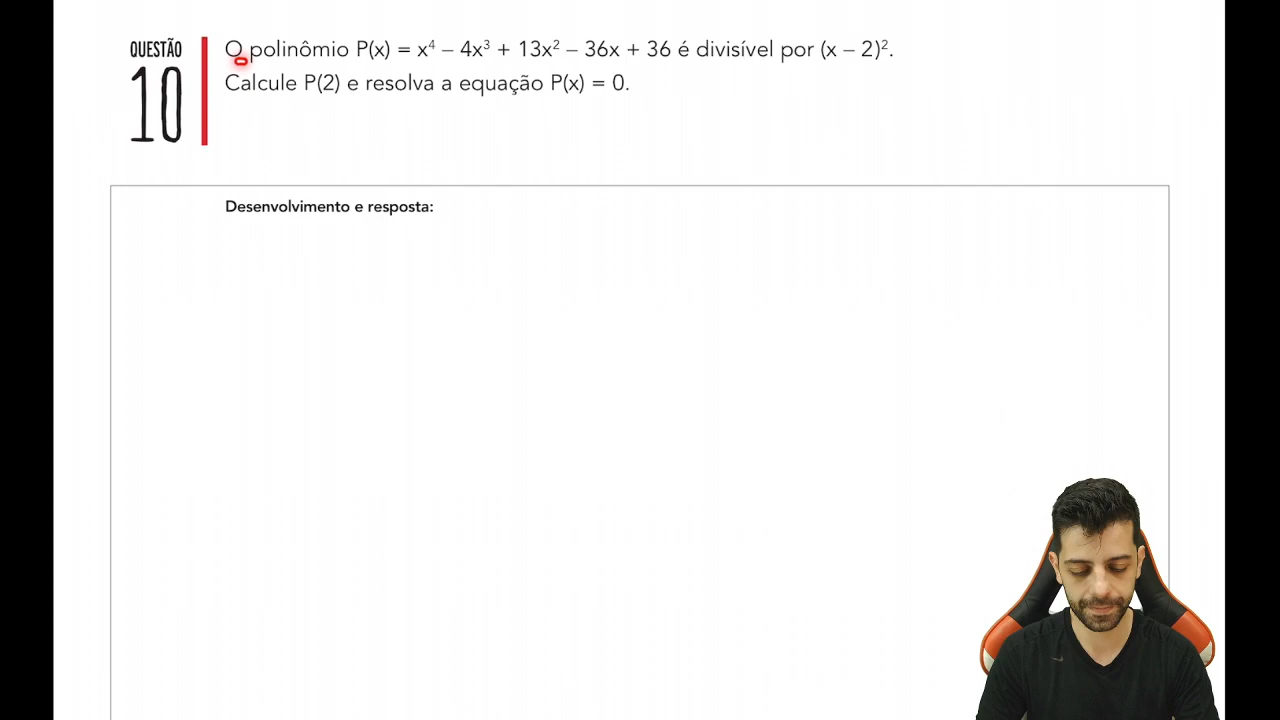 QUESTÃO
10
O polinômio P(x) = x⁴ – 4x³ + 13x² – 36x + 36 é divisível por (x – 2)².
Calcule P(2) e resolva a equação P(x) = 0.
Desenvolvimento e resposta: